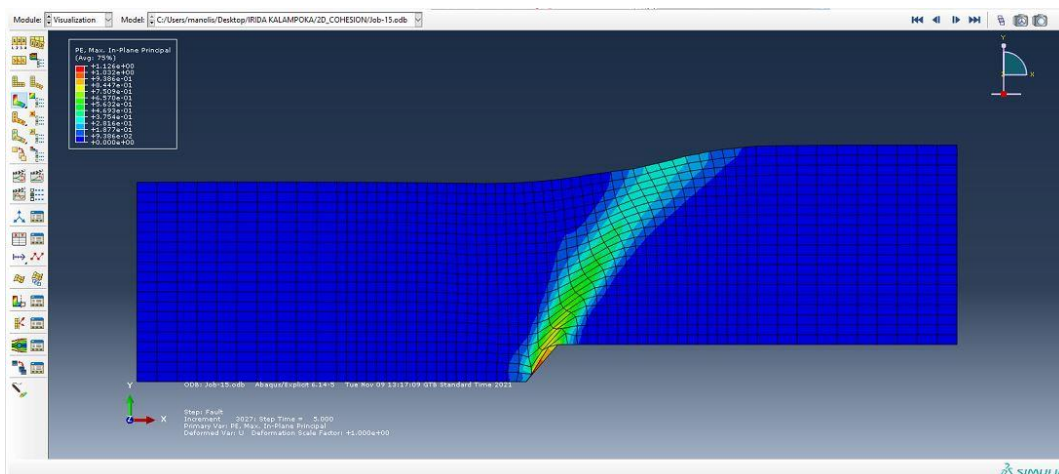 Module: Visualization Model: C:/Users/manolis/Desktop/IRIDA KALAMPOKA/2D_COHESION/Job-15.odb
PE, Max. In-Plane Principal
(Avg: 75%)
+1.126e+00
+1.032e+00
+9.386e-01
+8.447e-01
+7.509e-01
+6.570e-01
+5.632e-01
+4.693e-01
+3.754e-01
+2.816e-01
+1.877e-01
+9.386e-02
+0.000e+00
Y
Z X
Y
Z X
ODB: Job-15.odb Abaqus/Explicit 6.14-5 Tue Nov 09 13:17:09 GTB Standard Time 2021
Step: Fault
Increment 3027: Step Time = 5.000
Primary Var: PE, Max. In-Plane Principal
Deformed Var: U Deformation Scale Factor: +1.000e+00
SIMULI